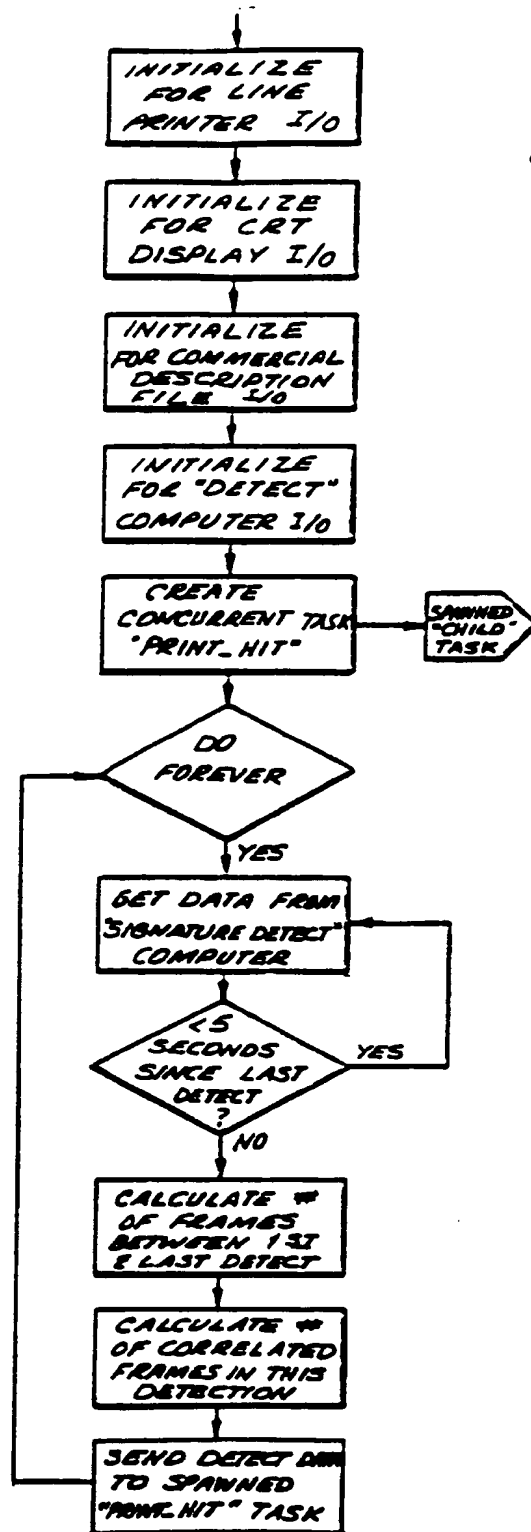 INITIALIZE
FOR LINE
PRINTER I/O
INITIALIZE
FOR CRT
DISPLAY I/O
INITIALIZE
FOR COMMERCIAL
DESCRIPTION
FILE I/O
INITIALIZE
FOR "DETECT"
COMPUTER I/O
CREATE
CONCURRENT TASK
"PRINT_HIT"
SPAWNED
"CHILD"
TASK
DO
FOREVER
YES
GET DATA FROM
"SIGNATURE DETECT"
COMPUTER
<5
SECONDS
SINCE LAST
DETECT
?
YES
NO
CALCULATE #
OF FRAMES
BETWEEN 1ST
& LAST DETECT
CALCULATE #
OF CORRELATED
FRAMES IN THIS
DETECTION
SEND DETECT DATA
TO SPAWNED
"PRINT_HIT" TASK